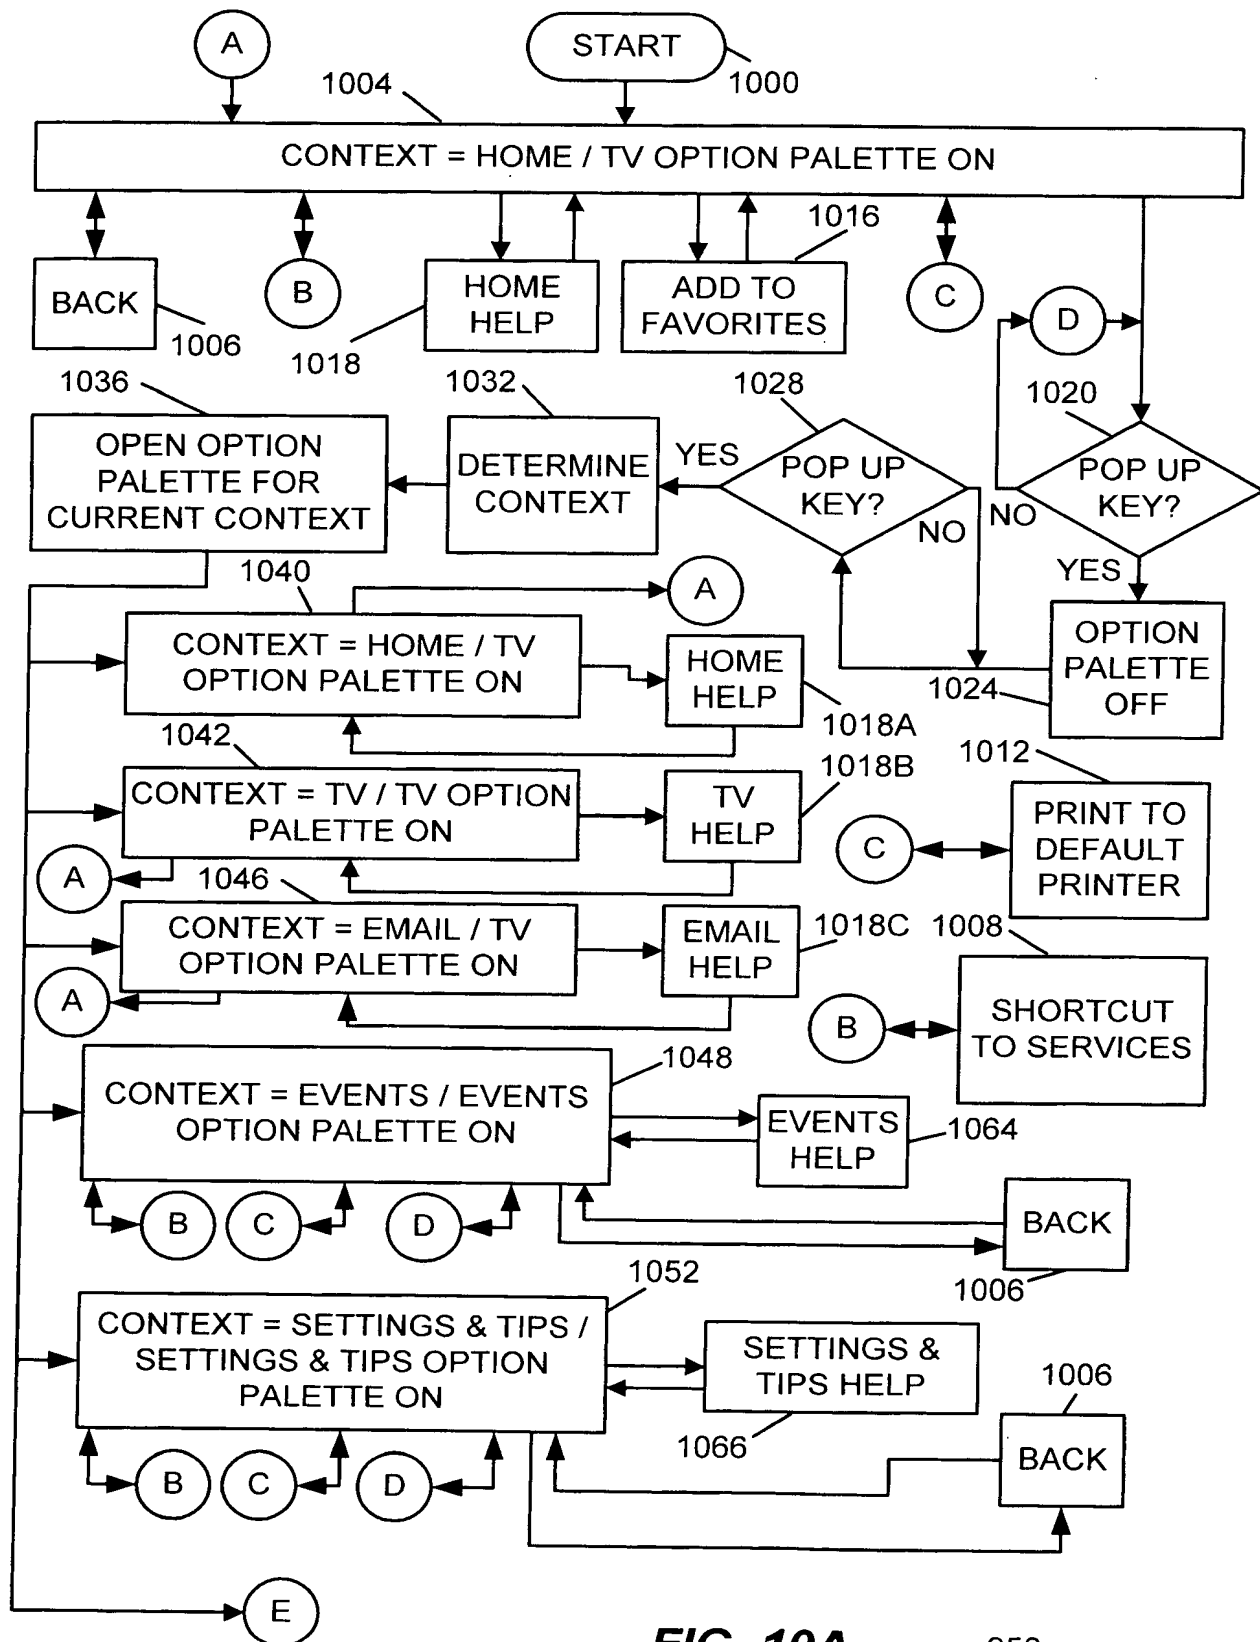 A
START
1000
1004
CONTEXT = HOME / TV OPTION PALETTE ON
BACK
1006
B
HOME
HELP
1018
ADD TO
FAVORITES
1016
C
D
1036
OPEN OPTION
PALETTE FOR
CURRENT CONTEXT
1032
DETERMINE
CONTEXT
YES
1028
POP UP
KEY?
NO
1020
POP UP
KEY?
NO
YES
OPTION
PALETTE
OFF
1024
1040
CONTEXT = HOME / TV
OPTION PALETTE ON
A
HOME
HELP
1018A
1042
CONTEXT = TV / TV OPTION
PALETTE ON
TV
HELP
1018B
A
1012
PRINT TO
DEFAULT
PRINTER
C
1046
CONTEXT = EMAIL / TV
OPTION PALETTE ON
EMAIL
HELP
1018C
A
1008
SHORTCUT
TO SERVICES
B
1048
CONTEXT = EVENTS / EVENTS
OPTION PALETTE ON
EVENTS
HELP
1064
B
C
D
BACK
1006
1052
CONTEXT = SETTINGS & TIPS /
SETTINGS & TIPS OPTION
PALETTE ON
SETTINGS &
TIPS HELP
1066
1006
BACK
B
C
D
E
FIG. 10A